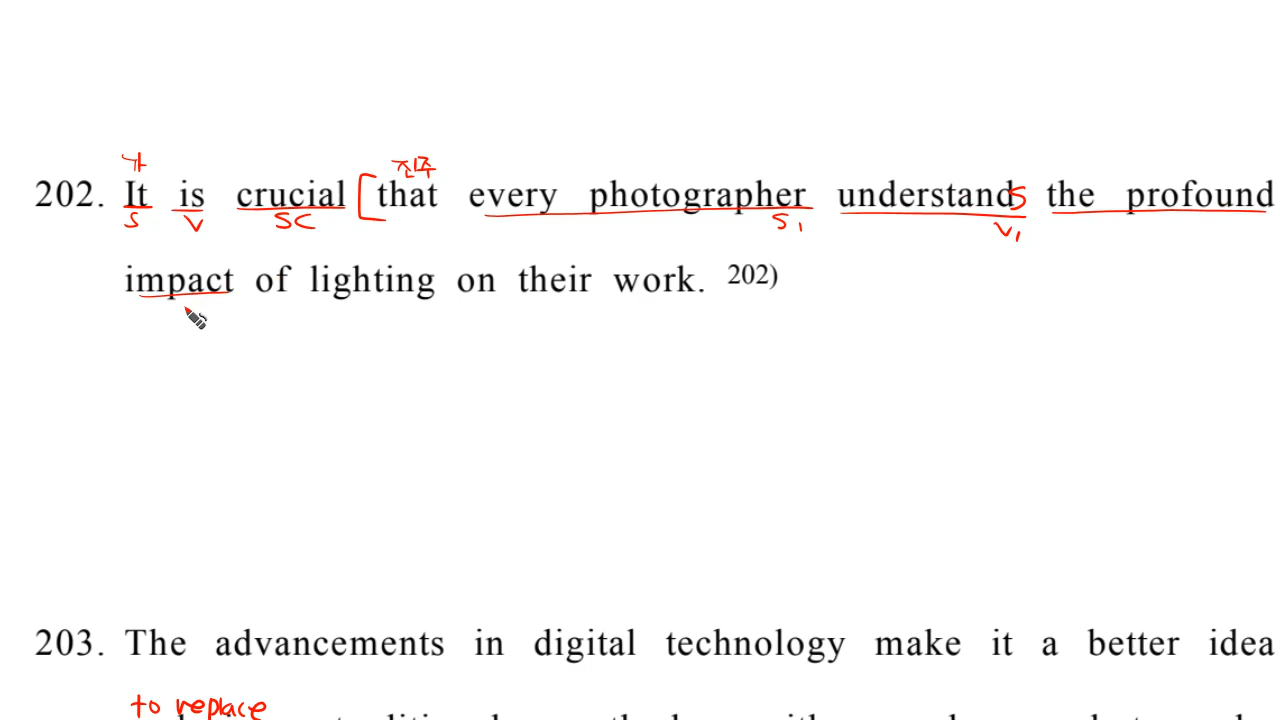 가 진주
202. It is crucial [that every photographer understands the profound
S V SC S1 V1
impact of lighting on their work. 202)
203. The advancements in digital technology make it a better idea
to replace